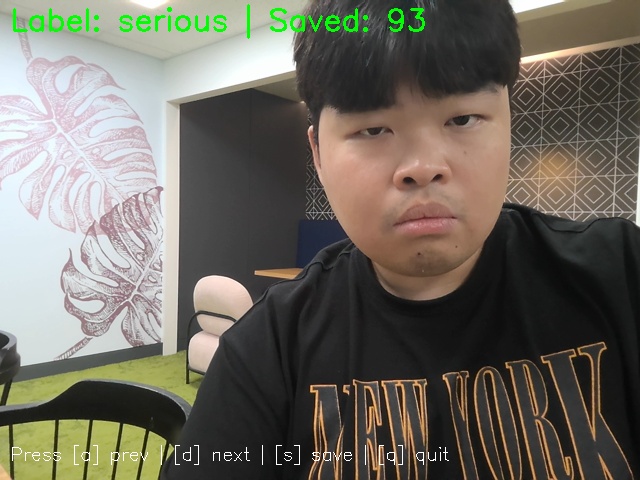 Label: serious | Saved: 93
NEW YORK
Press [a] prev | [d] next | [s] save | [q] quit